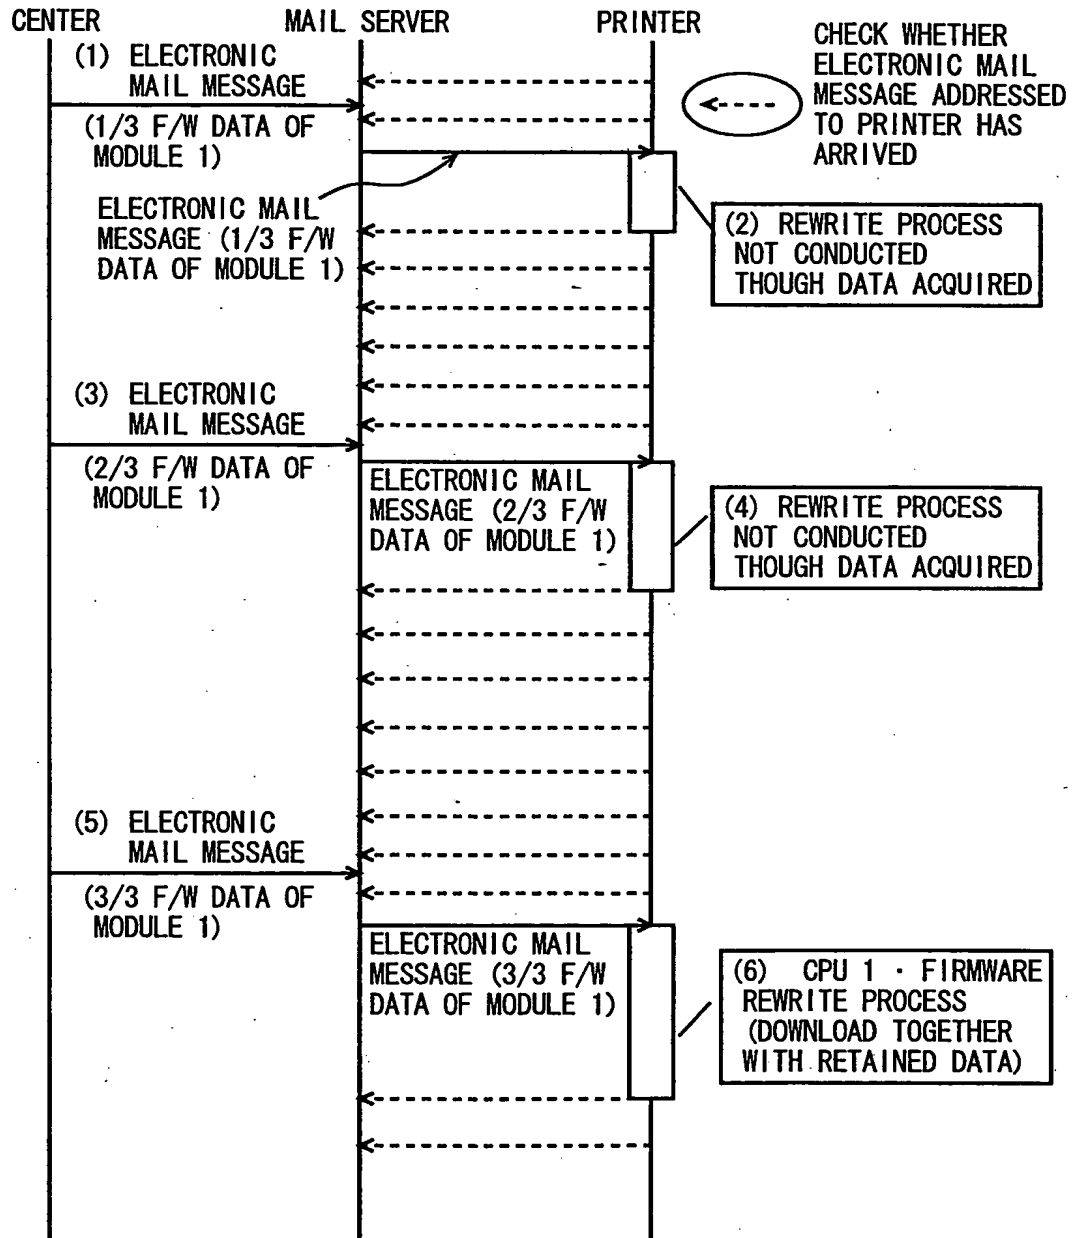 CENTER
MAIL SERVER
PRINTER
CHECK WHETHER
ELECTRONIC MAIL
MESSAGE ADDRESSED
TO PRINTER HAS
ARRIVED
(1) ELECTRONIC
MAIL MESSAGE
(1/3 F/W DATA OF
MODULE 1)
ELECTRONIC MAIL
MESSAGE (1/3 F/W
DATA OF MODULE 1)
(2) REWRITE PROCESS
NOT CONDUCTED
THOUGH DATA ACQUIRED
(3) ELECTRONIC
MAIL MESSAGE
(2/3 F/W DATA OF
MODULE 1)
ELECTRONIC MAIL
MESSAGE (2/3 F/W
DATA OF MODULE 1)
(4) REWRITE PROCESS
NOT CONDUCTED
THOUGH DATA ACQUIRED
(5) ELECTRONIC
MAIL MESSAGE
(3/3 F/W DATA OF
MODULE 1)
ELECTRONIC MAIL
MESSAGE (3/3 F/W
DATA OF MODULE 1)
(6) CPU 1 · FIRMWARE
REWRITE PROCESS
(DOWNLOAD TOGETHER
WITH RETAINED DATA)